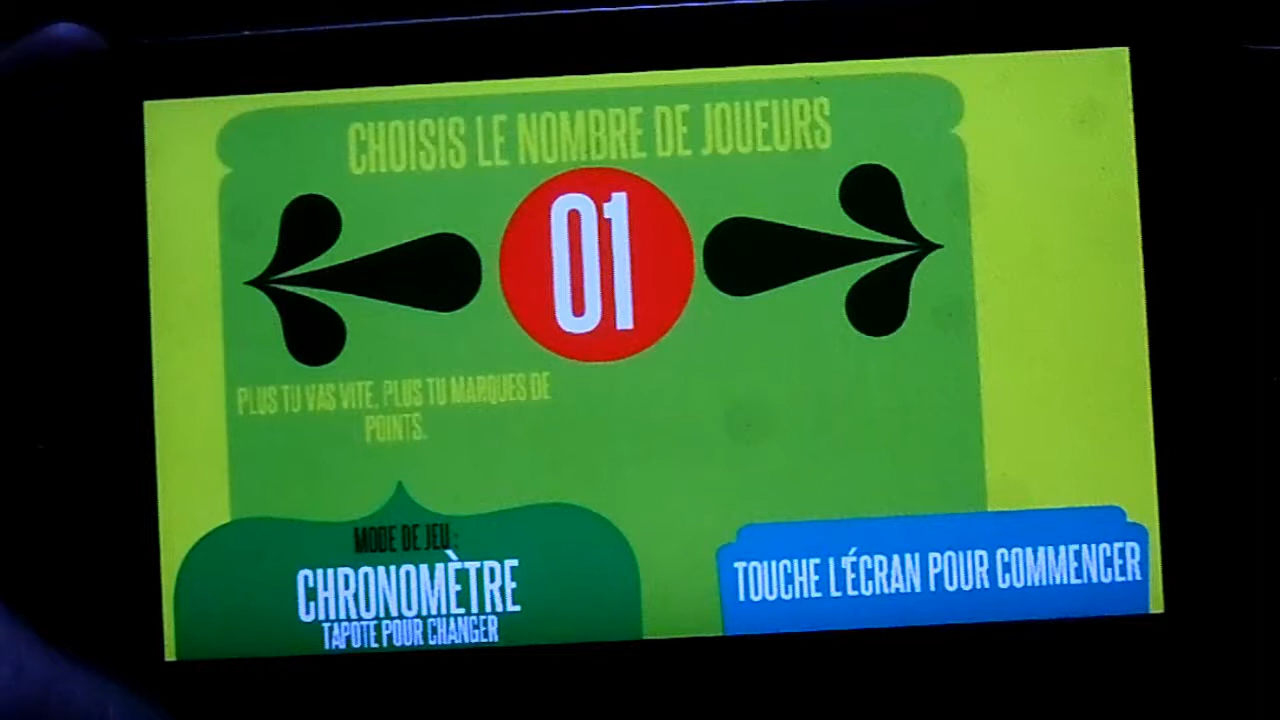 CHOISIS LE NOMBRE DE JOUEURS
01
PLUS TU VAS VITE, PLUS TU MARQUES DE
POINTS.
MODE DE JEU :
CHRONOMÈTRE
TAPOTE POUR CHANGER
TOUCHE L'ÉCRAN POUR COMMENCER